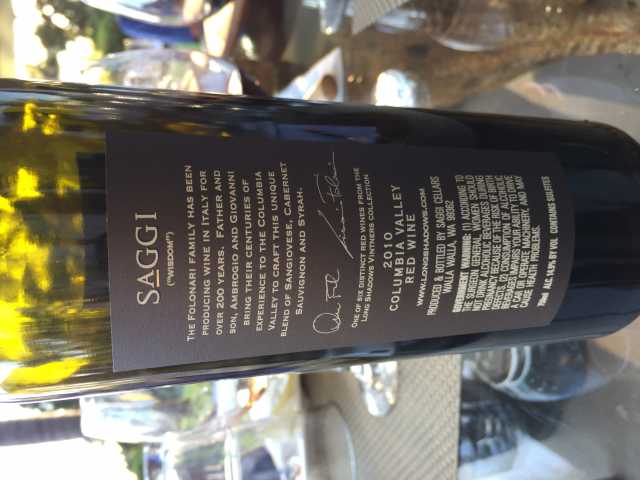 SAGGI
("WISDOM")
THE FOLONARI FAMILY HAS BEEN
PRODUCING WINE IN ITALY FOR
OVER 200 YEARS. FATHER AND
SON, AMBROGIO AND GIOVANNI
BRING THEIR CENTURIES OF
EXPERIENCE TO THE COLUMBIA
VALLEY TO CRAFT THIS UNIQUE
BLEND OF SANGIOVESE, CABERNET
SAUVIGNON AND SYRAH.
ONE OF SIX DISTINCT RED WINES FROM THE
LONG SHADOWS VINTNERS COLLECTION
2010
COLUMBIA VALLEY
RED WINE
WWW.LONGSHADOWS.COM
PRODUCED & BOTTLED BY SAGGI CELLARS
WALLA WALLA, WA 99362
GOVERNMENT WARNING: (1) ACCORDING TO
THE SURGEON GENERAL, WOMEN SHOULD
NOT DRINK ALCOHOLIC BEVERAGES DURING
PREGNANCY BECAUSE OF THE RISK OF BIRTH
DEFECTS. (2) CONSUMPTION OF ALCOHOLIC
BEVERAGES IMPAIRS YOUR ABILITY TO DRIVE
A CAR OR OPERATE MACHINERY, AND MAY
CAUSE HEALTH PROBLEMS.
750ml ALC 14.9% BY VOL CONTAINS SULFITES